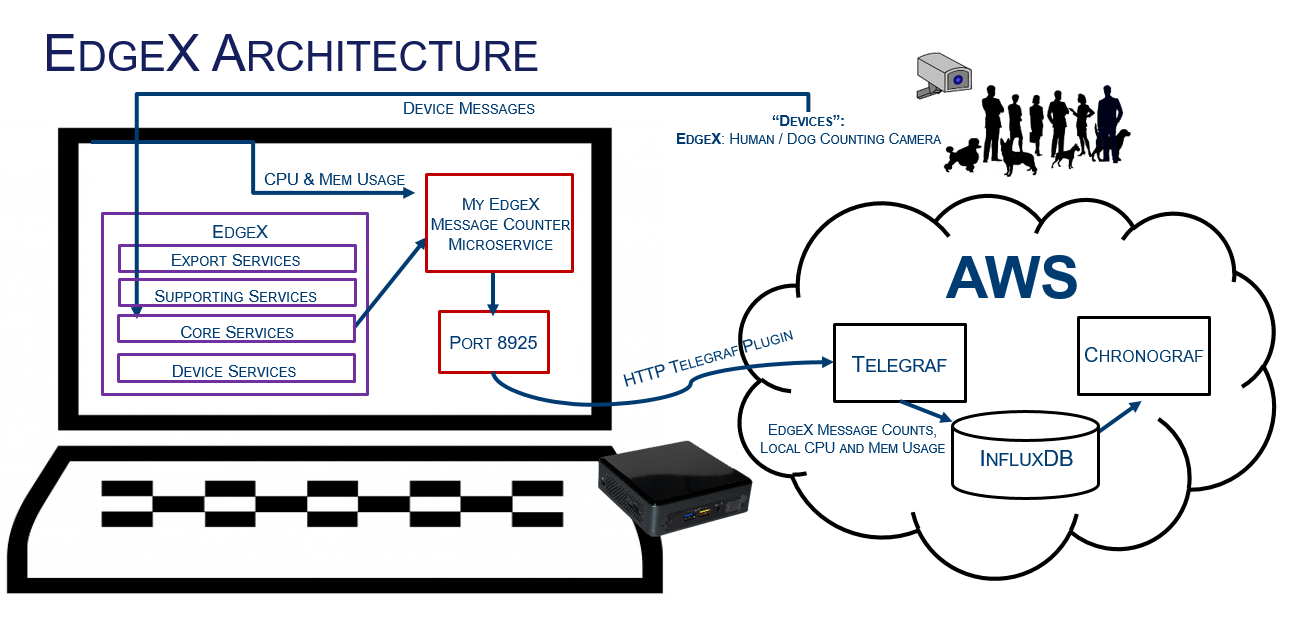 EdgeX Architecture
Device Messages
“Devices”:
EdgeX: Human / Dog Counting Camera
CPU & Mem Usage
My EdgeX
Message Counter
Microservice
EdgeX
Export Services
Supporting Services
Core Services
Device Services
Port 8925
HTTP Telegraf Plugin
AWS
Telegraf
Chronograf
EdgeX Message Counts,
Local CPU and Mem Usage
InfluxDB